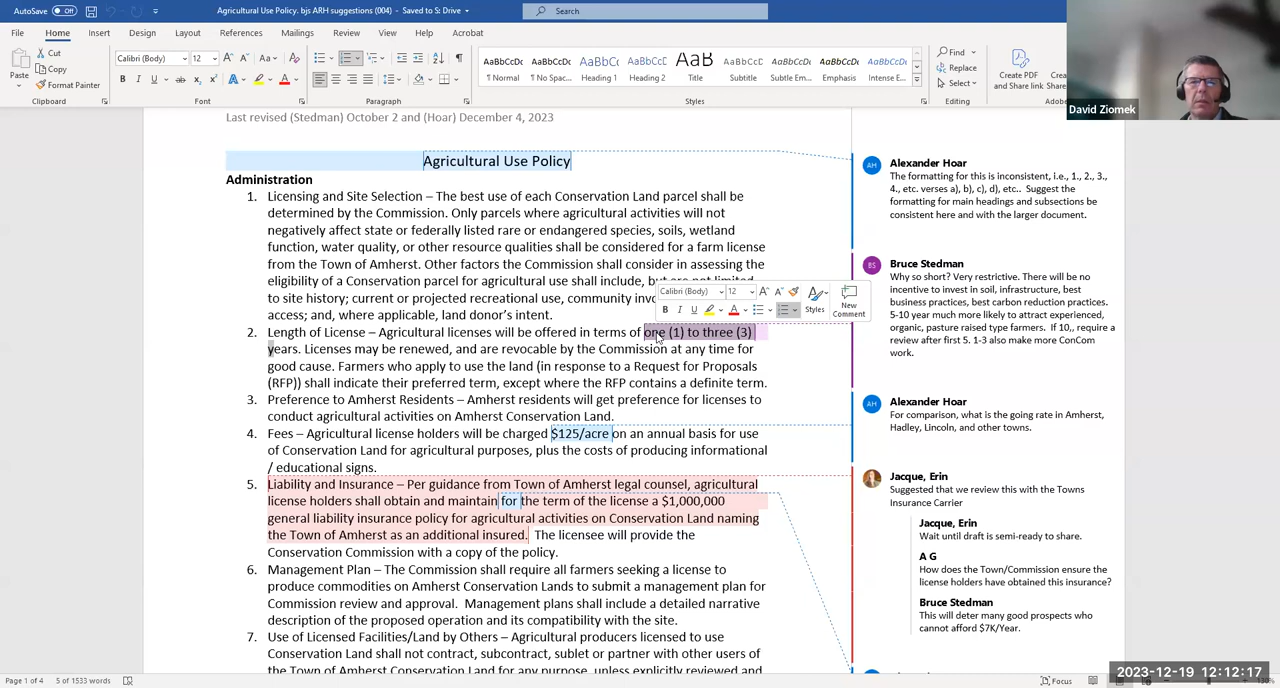 AutoSave Off
Agricultural Use Policy. bjs ARH suggestions (004) - Saved to S: Drive
Search
File Home Insert Design Layout References Mailings Review View Help Acrobat
Paste
Cut
Copy
Format Painter
Clipboard
Calibri (Body) 12
Font
Paragraph
AaBbCcDc AaBbCcDc AaBbC AaBbCcC AaB AaBbCcC AaBbCcDc AaBbCcDc AaBbCcDc
¶ Normal ¶ No Spac... Heading 1 Heading 2 Title Subtitle Subtle Em... Emphasis Intense E...
Styles
Find
Replace
Select
Editing
Create PDF
and Share link
David Ziomek
Last revised (Stedman) October 2 and (Hoar) December 4, 2023
Agricultural Use Policy
Administration
1. Licensing and Site Selection – The best use of each Conservation Land parcel shall be
determined by the Commission. Only parcels where agricultural activities will not
negatively affect state or federally listed rare or endangered species, soils, wetland
function, water quality, or other resource qualities shall be considered for a farm license
from the Town of Amherst. Other factors the Commission shall consider in assessing the
eligibility of a Conservation parcel for agricultural use shall include, but are not limited
to site history; current or projected recreational use, community
access; and, where applicable, land donor's intent.
2. Length of License – Agricultural licenses will be offered in terms of one (1) to three (3)
years. Licenses may be renewed, and are revocable by the Commission at any time for
good cause. Farmers who apply to use the land (in response to a Request for Proposals
(RFP)) shall indicate their preferred term, except where the RFP contains a definite term.
3. Preference to Amherst Residents – Amherst residents will get preference for licenses to
conduct agricultural activities on Amherst Conservation Land.
4. Fees – Agricultural license holders will be charged $125/acre on an annual basis for use
of Conservation Land for agricultural purposes, plus the costs of producing informational
/ educational signs.
5. Liability and Insurance – Per guidance from Town of Amherst legal counsel, agricultural
license holders shall obtain and maintain for the term of the license a $1,000,000
general liability insurance policy for agricultural activities on Conservation Land naming
the Town of Amherst as an additional insured. The licensee will provide the
Conservation Commission with a copy of the policy.
6. Management Plan – The Commission shall require all farmers seeking a license to
produce commodities on Amherst Conservation Lands to submit a management plan for
Commission review and approval. Management plans shall include a detailed narrative
description of the proposed operation and its compatibility with the site.
7. Use of Licensed Facilities/Land by Others – Agricultural producers licensed to use
Conservation Land shall not contract, subcontract, sublet or partner with other users of
the Town of Amherst Conservation Land for any purpose, unless explicitly reviewed and
Calibri (Body) 12
Styles
New
Comment
AH Alexander Hoar
The formatting for this is inconsistent, i.e., 1., 2., 3.,
4., etc. verses a), b), c), d), etc.. Suggest the
formatting for main headings and subsections be
consistent here and with the larger document.
BS Bruce Stedman
Why so short? Very restrictive. There will be no
incentive to invest in soil, infrastructure, best
business practices, best carbon reduction practices.
5-10 year much more likely to attract experienced,
organic, pasture raised type farmers. If 10,, require a
review after first 5. 1-3 also make more ConCom
work.
AH Alexander Hoar
For comparison, what is the going rate in Amherst,
Hadley, Lincoln, and other towns.
Jacque, Erin
Suggested that we review this with the Towns
Insurance Carrier
Jacque, Erin
Wait until draft is semi-ready to share.
A G
How does the Town/Commission ensure the
license holders have obtained this insurance?
Bruce Stedman
This will deter many good prospects who
cannot afford $7K/Year.
Page 1 of 4 5 of 1533 words
Focus
2023-12-19 12:12:17